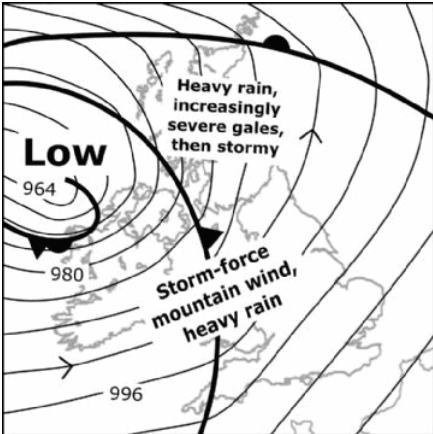 Heavy rain,
increasingly
severe gales,
then stormy
Low
964
980
Storm-force
mountain wind,
heavy rain
996